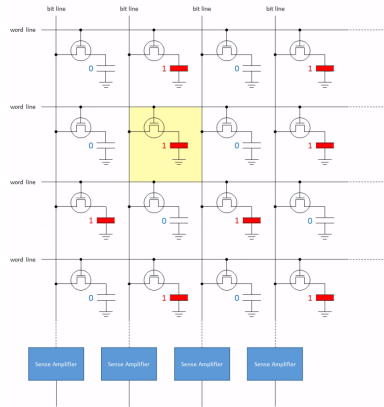 bit line bit line bit line bit line
word line
0 1 0 1
word line
0 1 0 1
word line
1 0 1 0
word line
0 1 0 1
Sense Amplifier Sense Amplifier Sense Amplifier Sense Amplifier